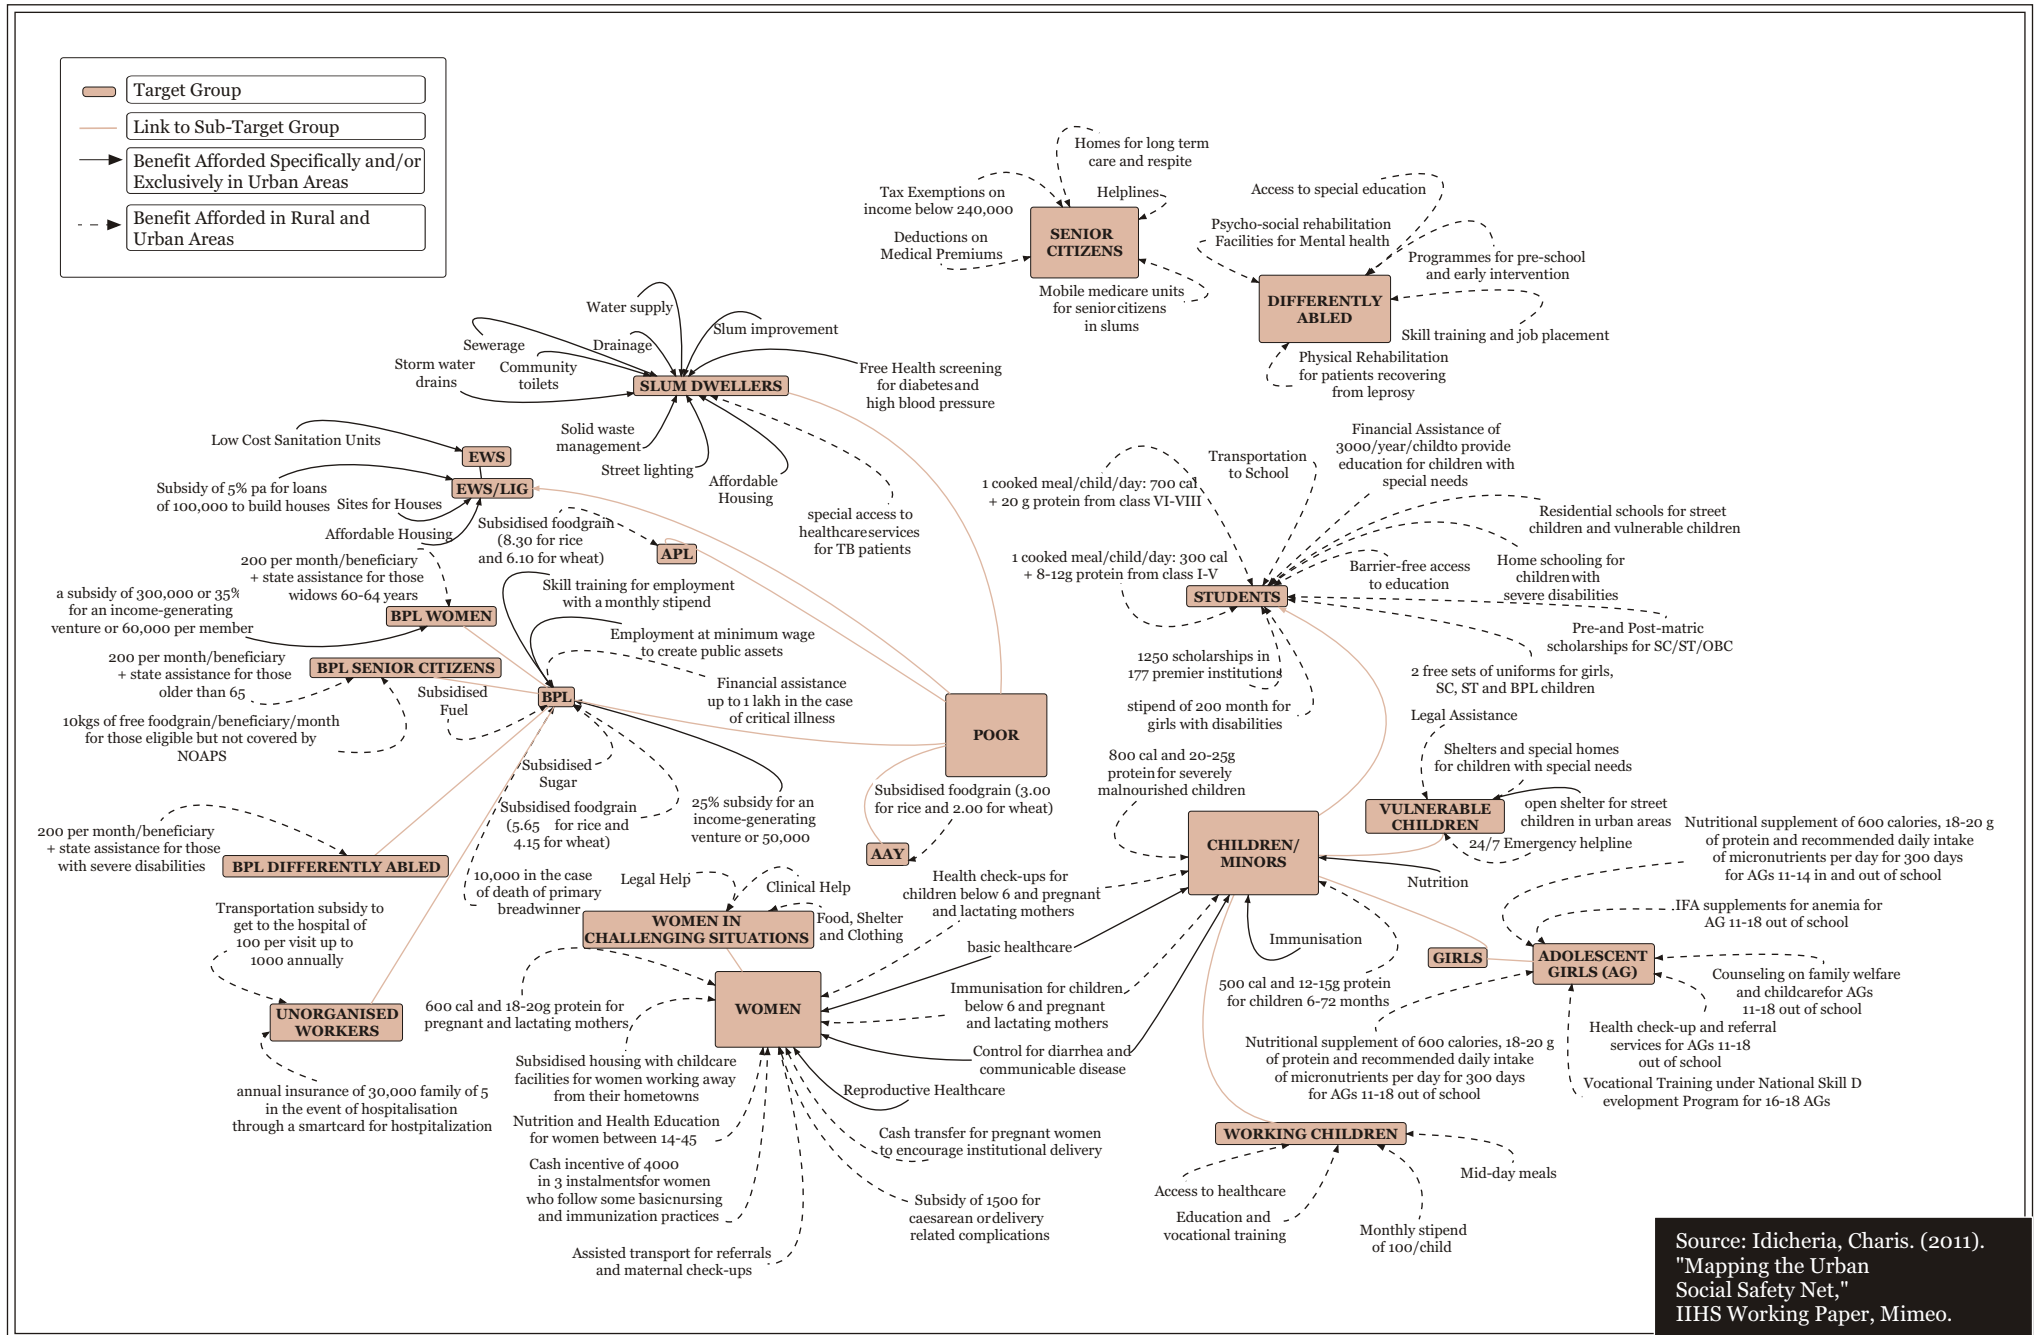 Target Group
Link to Sub-Target Group
Benefit Afforded Specifically and/or
Exclusively in Urban Areas
Benefit Afforded in Rural and
Urban Areas
Homes for long term
care and respite
Tax Exemptions on
income below 240,000
Helplines
Deductions on
Medical Premiums
SENIOR
CITIZENS
Mobile medicare units
for senior citizens
in slums
Access to special education
Psycho-social rehabilitation
Facilities for Mental health
Programmes for pre-school
and early intervention
DIFFERENTLY
ABLED
Skill training and job placement
Physical Rehabilitation
for patients recovering
from leprosy
Water supply
Slum improvement
Sewerage
Drainage
Storm water
drains
Community
toilets
Free Health screening
for diabetes and
high blood pressure
SLUM DWELLERS
Solid waste
management
Street lighting
Affordable
Housing
special access to
healthcare services
for TB patients
Low Cost Sanitation Units
EWS
EWS/LIG
Subsidy of 5% pa for loans
of 100,000 to build houses
Sites for Houses
Affordable Housing
Subsidised foodgrain
(8.30 for rice
and 6.10 for wheat)
APL
200 per month/beneficiary
+ state assistance for those
widows 60-64 years
a subsidy of 300,000 or 35%
for an income-generating
venture or 60,000 per member
BPL WOMEN
Skill training for employment
with a monthly stipend
Employment at minimum wage
to create public assets
200 per month/beneficiary
+ state assistance for those
older than 65
BPL SENIOR CITIZENS
Subsidised
Fuel
BPL
Financial assistance
up to 1 lakh in the case
of critical illness
10kgs of free foodgrain/beneficiary/month
for those eligible but not covered by
NOAPS
POOR
Subsidised
Sugar
Subsidised foodgrain
(5.65 for rice and
4.15 for wheat)
25% subsidy for an
income-generating
venture or 50,000
Subsidised foodgrain (3.00
for rice and 2.00 for wheat)
AAY
200 per month/beneficiary
+ state assistance for those
with severe disabilities
BPL DIFFERENTLY ABLED
10,000 in the case
of death of primary
breadwinner
Legal Help
Clinical Help
Food, Shelter
and Clothing
WOMEN IN
CHALLENGING SITUATIONS
Transportation subsidy to
get to the hospital of
100 per visit up to
1000 annually
UNORGANISED
WORKERS
annual insurance of 30,000 family of 5
in the event of hospitalisation
through a smartcard for hostpitalization
WOMEN
600 cal and 18-20g protein for
pregnant and lactating mothers
Subsidised housing with childcare
facilities for women working away
from their hometowns
Nutrition and Health Education
for women between 14-45
Cash incentive of 4000
in 3 instalments for women
who follow some basic nursing
and immunization practices
Assisted transport for referrals
and maternal check-ups
Subsidy of 1500 for
caesarean or delivery
related complications
Cash transfer for pregnant women
to encourage institutional delivery
Reproductive Healthcare
Control for diarrhea and
communicable disease
Immunisation for children
below 6 and pregnant
and lactating mothers
basic healthcare
Health check-ups for
children below 6 and pregnant
and lactating mothers
1 cooked meal/child/day: 700 cal
+ 20 g protein from class VI-VIII
Transportation
to School
Financial Assistance of
3000/year/childto provide
education for children with
special needs
Residential schools for street
children and vulnerable children
1 cooked meal/child/day: 300 cal
+ 8-12g protein from class I-V
Barrier-free access
to education
Home schooling for
children with
severe disabilities
STUDENTS
Pre-and Post-matric
scholarships for SC/ST/OBC
1250 scholarships in
177 premier institutions
2 free sets of uniforms for girls,
SC, ST and BPL children
stipend of 200 month for
girls with disabilities
Legal Assistance
Shelters and special homes
for children with special needs
800 cal and 20-25g
protein for severely
malnourished children
VULNERABLE
CHILDREN
open shelter for street
children in urban areas
24/7 Emergency helpline
CHILDREN/
MINORS
Nutrition
Immunisation
500 cal and 12-15g protein
for children 6-72 months
Nutritional supplement of 600 calories, 18-20 g
of protein and recommended daily intake
of micronutrients per day for 300 days
for AGs 11-14 in and out of school
IFA supplements for anemia for
AG 11-18 out of school
GIRLS
ADOLESCENT
GIRLS (AG)
Counseling on family welfare
and childcarefor AGs
11-18 out of school
Health check-up and referral
services for AGs 11-18
out of school
Nutritional supplement of 600 calories, 18-20 g
of protein and recommended daily intake
of micronutrients per day for 300 days
for AGs 11-18 out of school
Vocational Training under National Skill D
evelopment Program for 16-18 AGs
WORKING CHILDREN
Mid-day meals
Access to healthcare
Education and
vocational training
Monthly stipend
of 100/child
Source: Idicheria, Charis. (2011).
"Mapping the Urban
Social Safety Net,"
IIHS Working Paper, Mimeo.